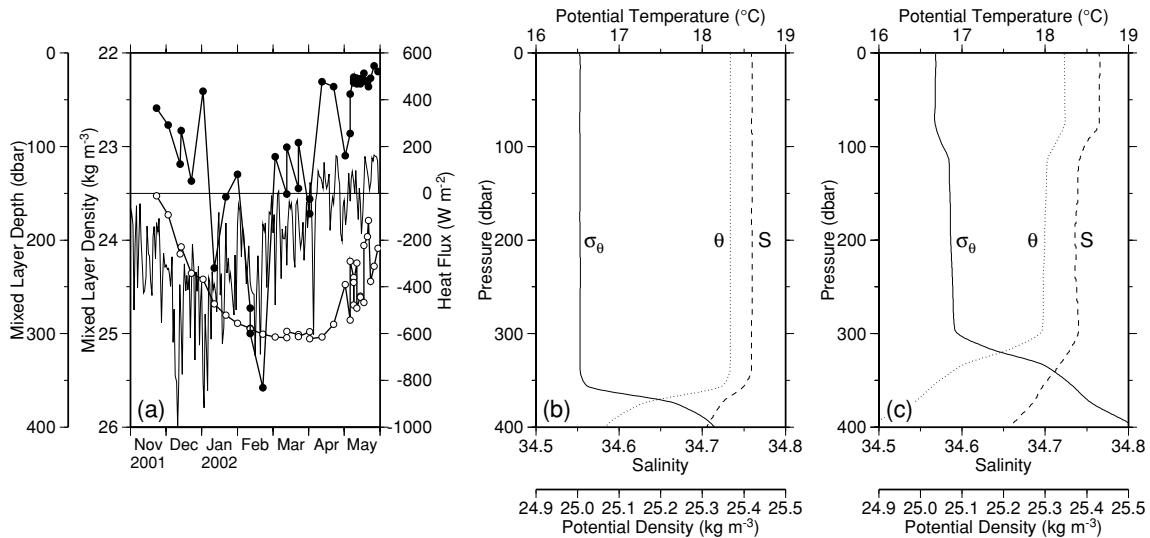 Mixed Layer Depth (dbar)
0
100
200
300
400
Mixed Layer Density (kg m-3)
22
23
24
25
26
Heat Flux (W m-2)
600
400
200
0
-200
-400
-600
-800
-1000
(a)
Nov Dec Jan Feb Mar Apr May
2001 2002
Potential Temperature (°C)
16 17 18 19
Pressure (dbar)
0
100
200
300
400
σθ θ S
(b)
34.5 34.6 34.7 34.8
Salinity
24.9 25.0 25.1 25.2 25.3 25.4 25.5
Potential Density (kg m-3)
Potential Temperature (°C)
16 17 18 19
Pressure (dbar)
0
100
200
300
400
σθ θ S
(c)
34.5 34.6 34.7 34.8
Salinity
24.9 25.0 25.1 25.2 25.3 25.4 25.5
Potential Density (kg m-3)